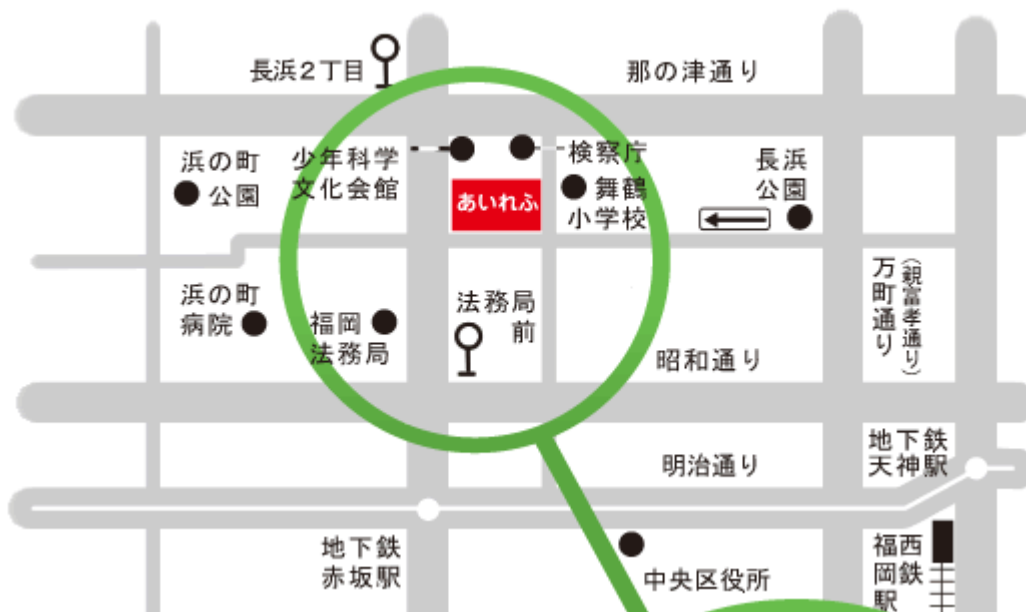 長浜2丁目
那の津通り
少年科学
文化会館
検察庁
浜の町
公園
あいれふ
舞鶴
小学校
長浜
公園
浜の町
病院
福岡
法務局
法務局
前
万町通り
(親富孝通り)
昭和通り
明治通り
地下鉄
天神駅
地下鉄
赤坂駅
中央区役所
西鉄
福岡駅